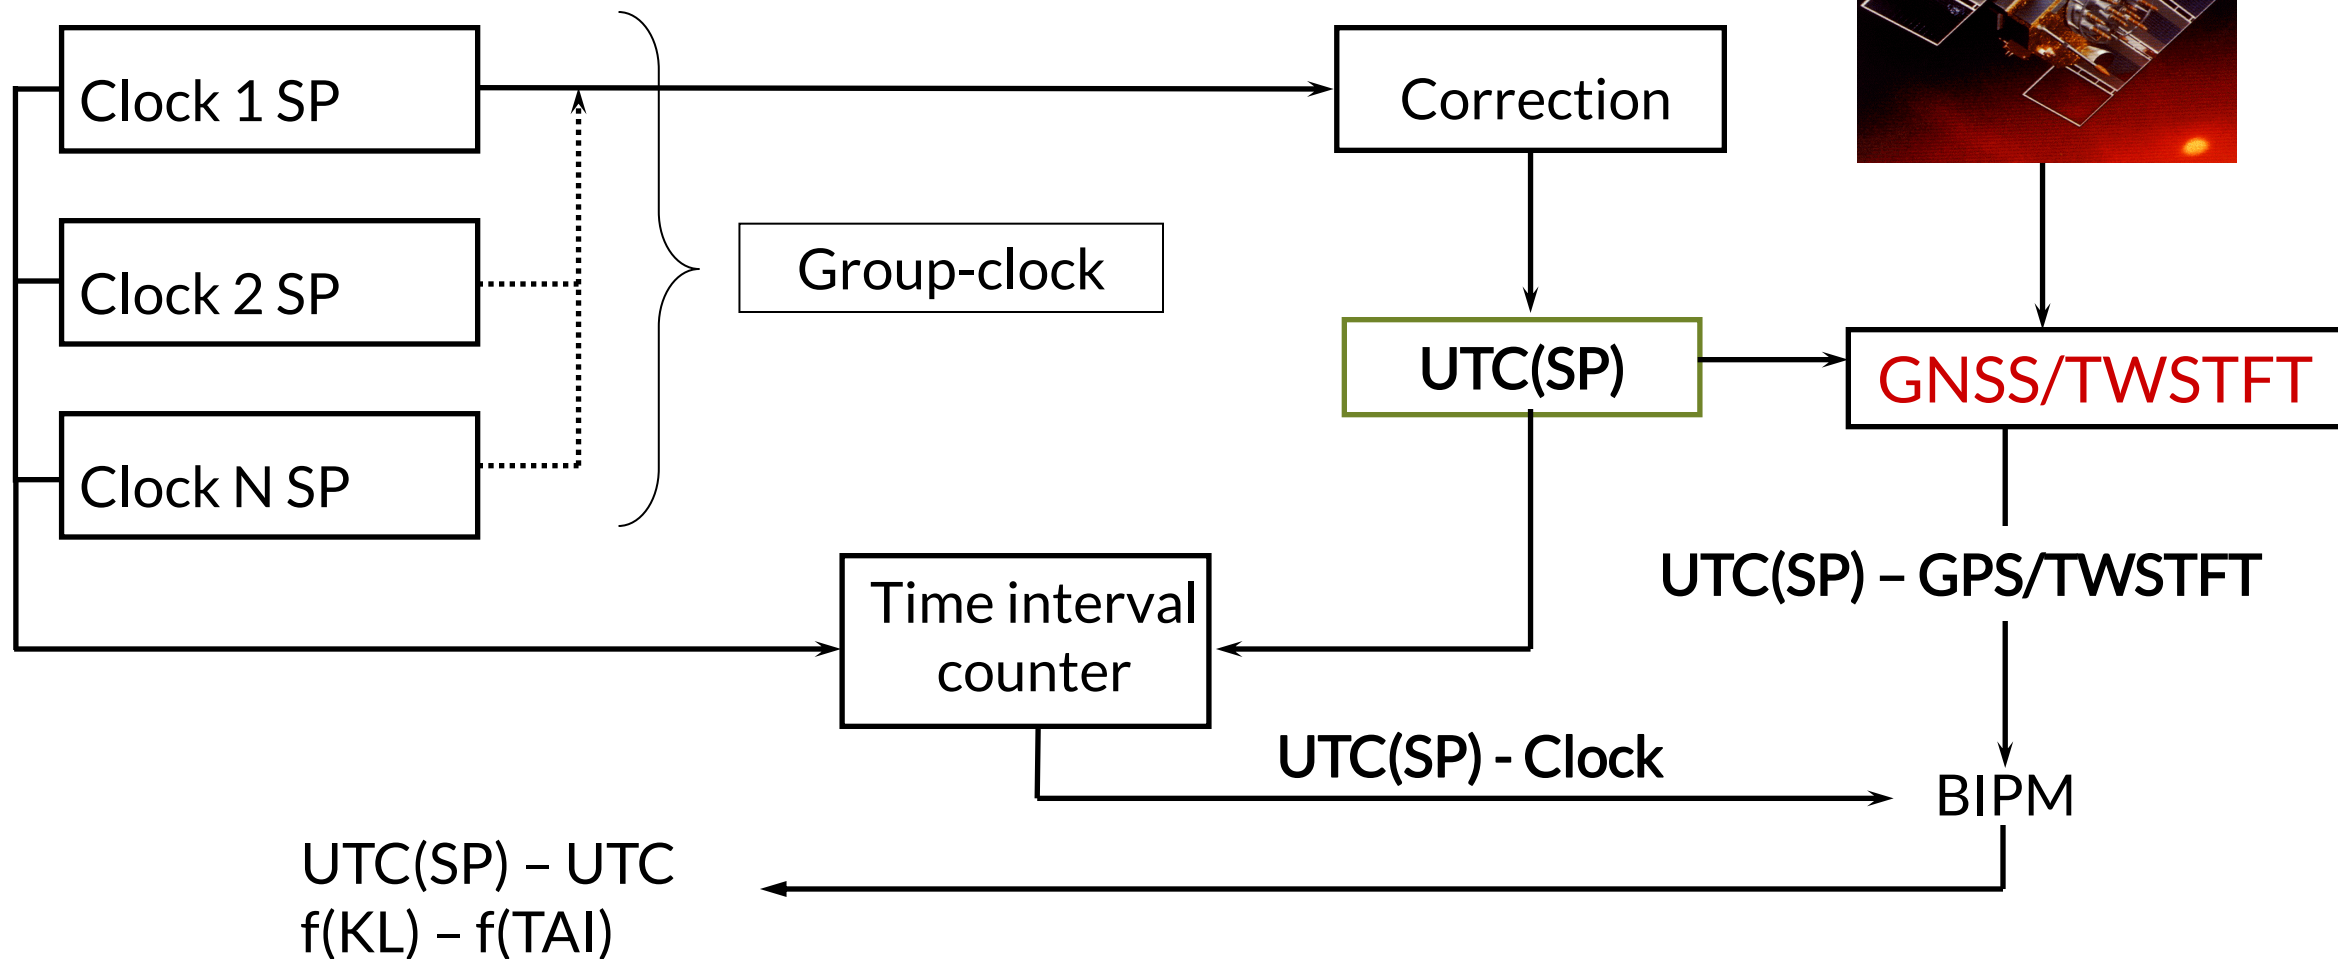 Clock 1 SP
Correction
Clock 2 SP
Group-clock
UTC(SP)
GNSS/TWSTFT
Clock N SP
Time interval
counter
UTC(SP) – GPS/TWSTFT
UTC(SP) - Clock
BIPM
UTC(SP) – UTC
f(KL) – f(TAI)